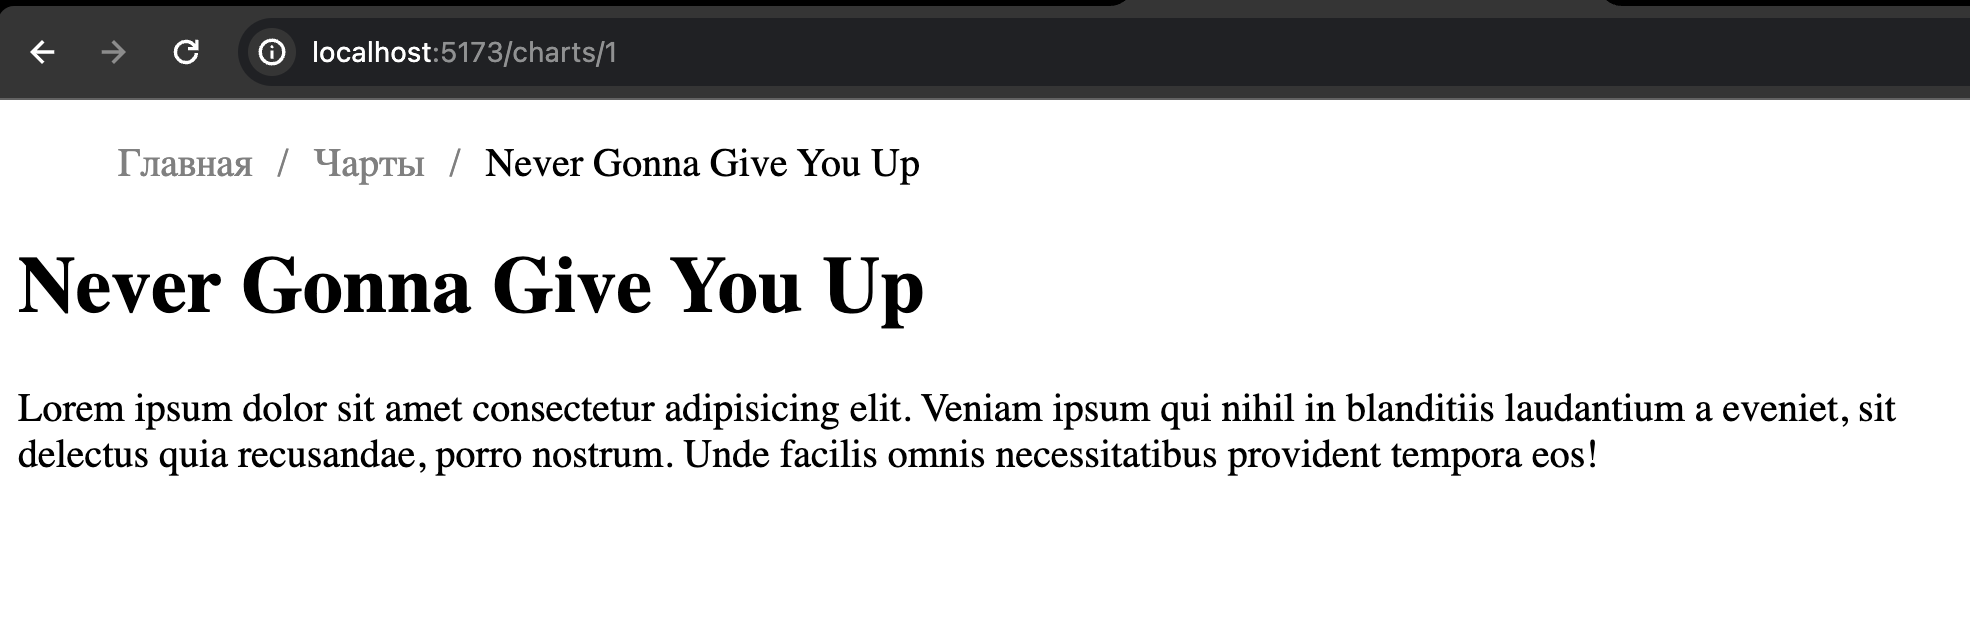 localhost:5173/charts/1
Главная / Чарты / Never Gonna Give You Up
Never Gonna Give You Up
Lorem ipsum dolor sit amet consectetur adipisicing elit. Veniam ipsum qui nihil in blanditiis laudantium a eveniet, sit
delectus quia recusandae, porro nostrum. Unde facilis omnis necessitatibus provident tempora eos!